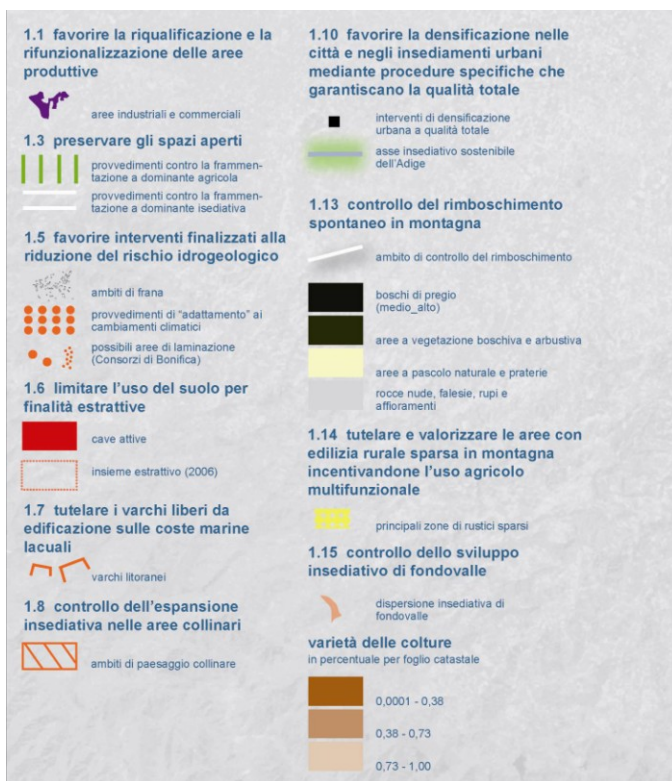 1.1 favorire la riqualificazione e la
rifunzionalizzazione delle aree
produttive
aree industriali e commerciali
1.3 preservare gli spazi aperti
provvedimenti contro la frammen-
tazione a dominante agricola
provvedimenti contro la frammen-
tazione a dominante isediativa
1.5 favorire interventi finalizzati alla
riduzione del rischio idrogeologico
ambiti di frana
provvedimenti di “adattamento” ai
cambiamenti climatici
possibili aree di laminazione
(Consorzi di Bonifica)
1.6 limitare l’uso del suolo per
finalità estrattive
cave attive
insieme estrattivo (2006)
1.7 tutelare i varchi liberi da
edificazione sulle coste marine
lacuali
varchi litoranei
1.8 controllo dell’espansione
insediativa nelle aree collinari
ambiti di paesaggio collinare
1.10 favorire la densificazione nelle
città e negli insediamenti urbani
mediante procedure specifiche che
garantiscano la qualità totale
interventi di densificazione
urbana a qualità totale
asse insediativo sostenibile
dell’Adige
1.13 controllo del rimboschimento
spontaneo in montagna
ambito di controllo del rimboschimento
boschi di pregio
(medio_alto)
aree a vegetazione boschiva e arbustiva
aree a pascolo naturale e praterie
rocce nude, falesie, rupi e
affioramenti
1.14 tutelare e valorizzare le aree con
edilizia rurale sparsa in montagna
incentivandone l’uso agricolo
multifunzionale
principali zone di rustici sparsi
1.15 controllo dello sviluppo
insediativo di fondovalle
dispersione insediativa di
fondovalle
varietà delle colture
in percentuale per foglio catastale
0,0001 - 0,38
0,38 - 0,73
0,73 - 1,00